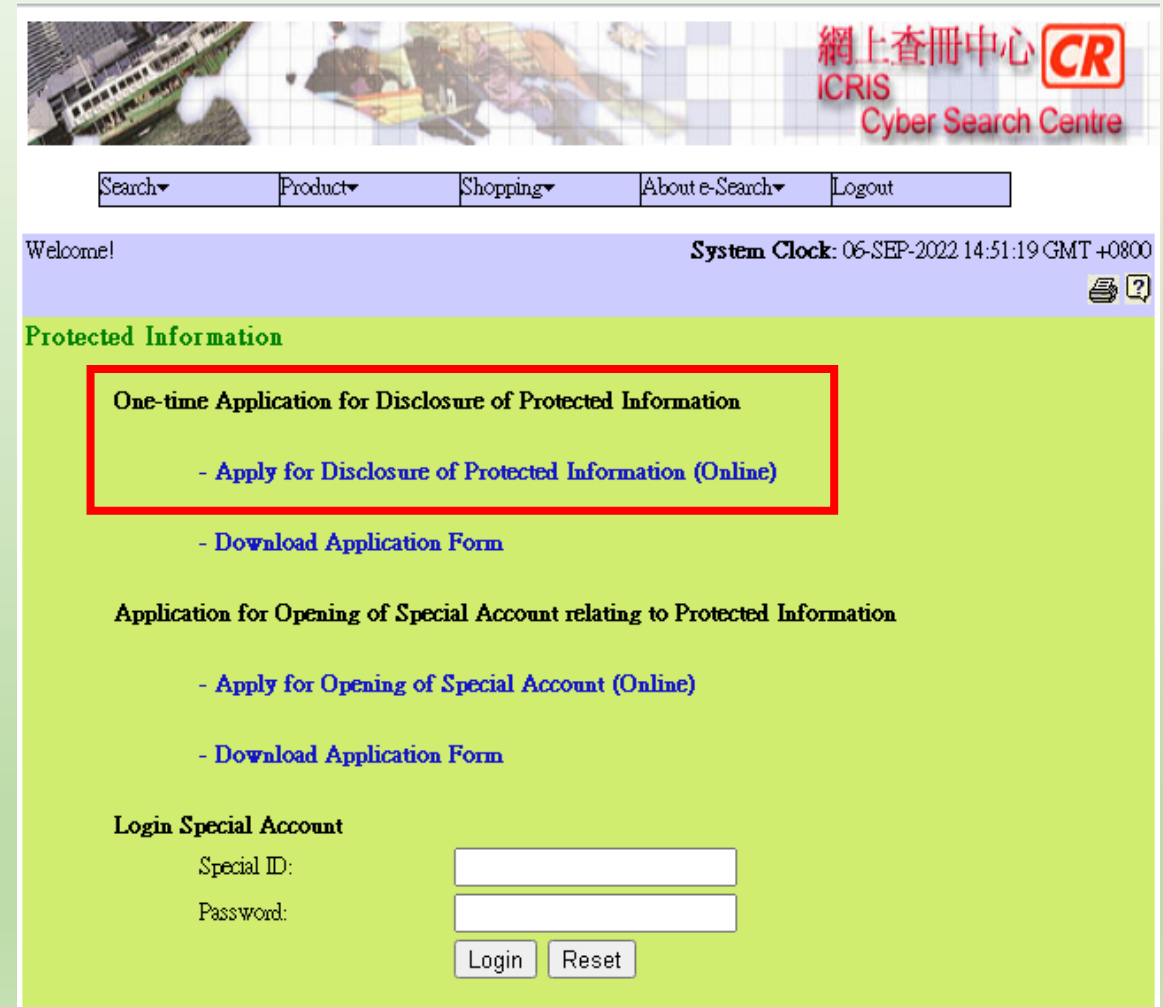 網上查冊中心 CR
ICRIS
Cyber Search Centre
Search Product Shopping About e-Search Logout
Welcome! System Clock: 06-SEP-2022 14:51:19 GMT +0800
Protected Information
One-time Application for Disclosure of Protected Information
- Apply for Disclosure of Protected Information (Online)
- Download Application Form
Application for Opening of Special Account relating to Protected Information
- Apply for Opening of Special Account (Online)
- Download Application Form
Login Special Account
Special ID:
Password:
Login Reset